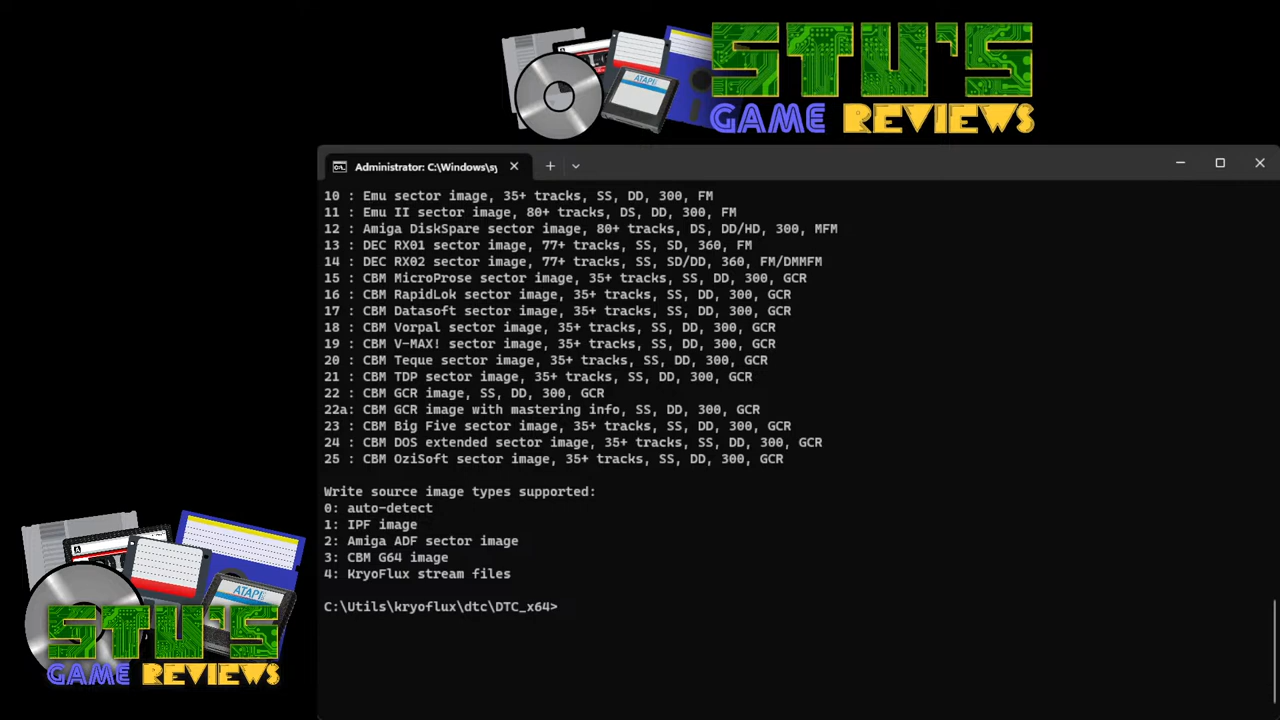 ATAPI
STU'S
GAME REVIEWS
Administrator: C:\Windows\sy
10 : Emu sector image, 35+ tracks, SS, DD, 300, FM
11 : Emu II sector image, 80+ tracks, DS, DD, 300, FM
12 : Amiga DiskSpare sector image, 80+ tracks, DS, DD/HD, 300, MFM
13 : DEC RX01 sector image, 77+ tracks, SS, SD, 360, FM
14 : DEC RX02 sector image, 77+ tracks, SS, SD/DD, 360, FM/DMMFM
15 : CBM MicroProse sector image, 35+ tracks, SS, DD, 300, GCR
16 : CBM RapidLok sector image, 35+ tracks, SS, DD, 300, GCR
17 : CBM Datasoft sector image, 35+ tracks, SS, DD, 300, GCR
18 : CBM Vorpal sector image, 35+ tracks, SS, DD, 300, GCR
19 : CBM V-MAX! sector image, 35+ tracks, SS, DD, 300, GCR
20 : CBM Teque sector image, 35+ tracks, SS, DD, 300, GCR
21 : CBM TDP sector image, 35+ tracks, SS, DD, 300, GCR
22 : CBM GCR image, SS, DD, 300, GCR
22a: CBM GCR image with mastering info, SS, DD, 300, GCR
23 : CBM Big Five sector image, 35+ tracks, SS, DD, 300, GCR
24 : CBM DOS extended sector image, 35+ tracks, SS, DD, 300, GCR
25 : CBM OziSoft sector image, 35+ tracks, SS, DD, 300, GCR
Write source image types supported:
0: auto-detect
1: IPF image
2: Amiga ADF sector image
3: CBM G64 image
4: KryoFlux stream files
C:\Utils\kryoflux\dtc\DTC_x64>
A
ATAPI
STU'S
GAME REVIEWS